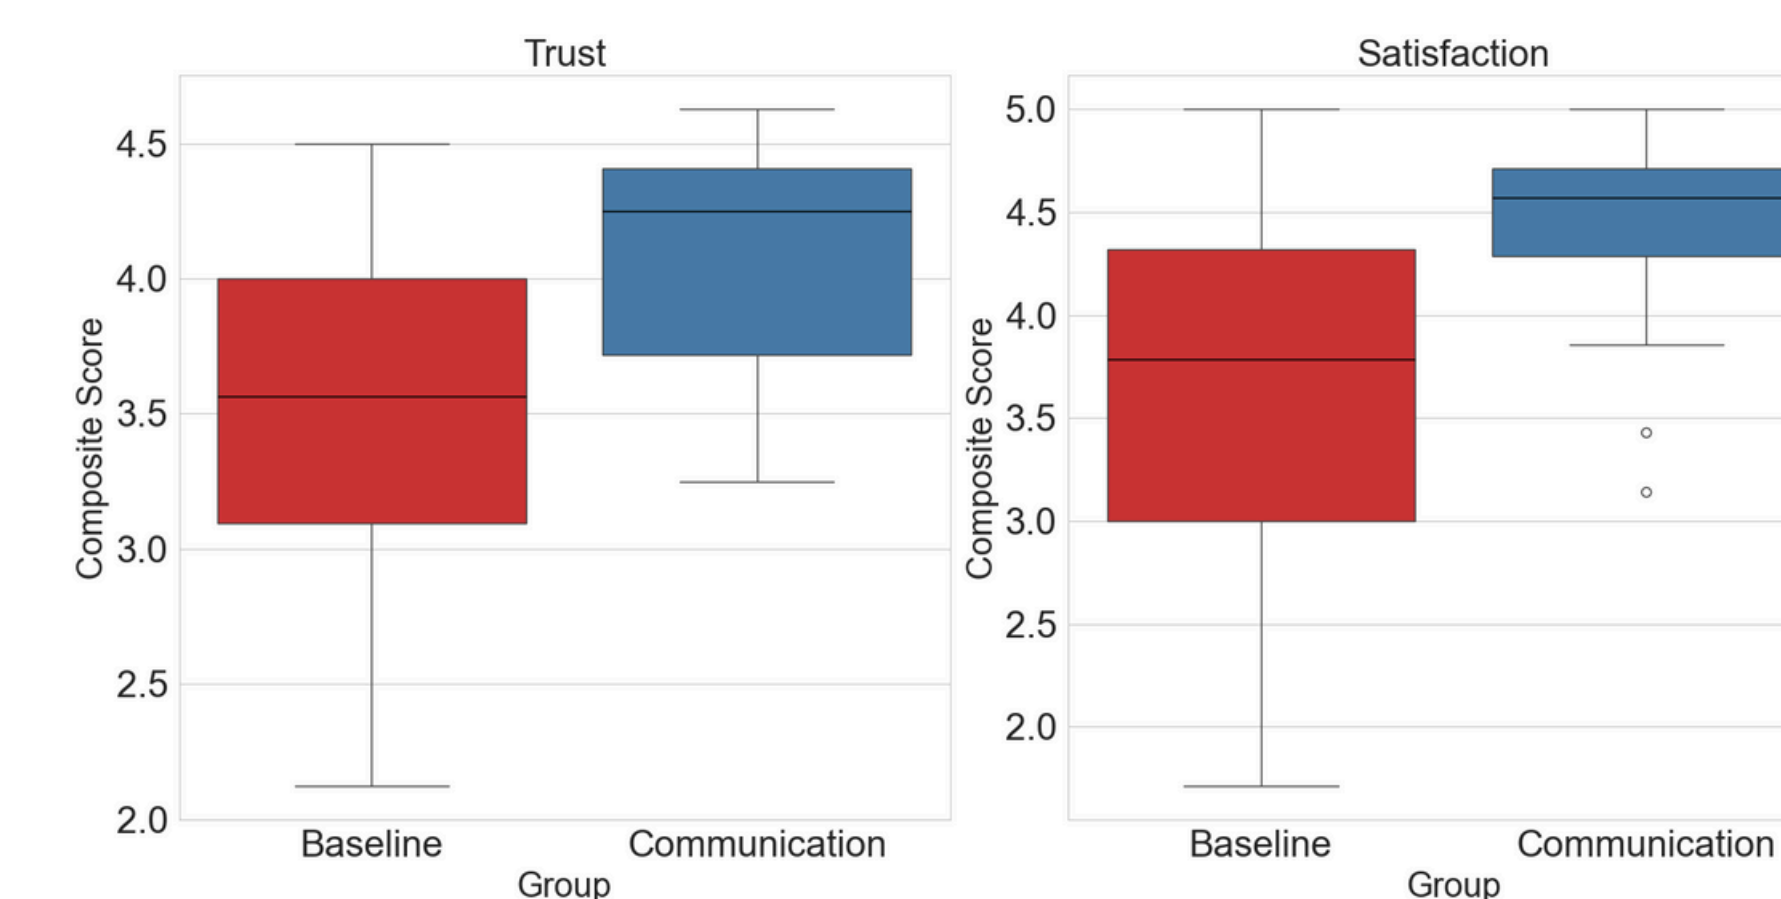 Trust
Composite Score
4.5
4.0
3.5
3.0
2.5
2.0
Baseline Communication
Group
Satisfaction
Composite Score
5.0
4.5
4.0
3.5
3.0
2.5
2.0
Baseline Communication
Group